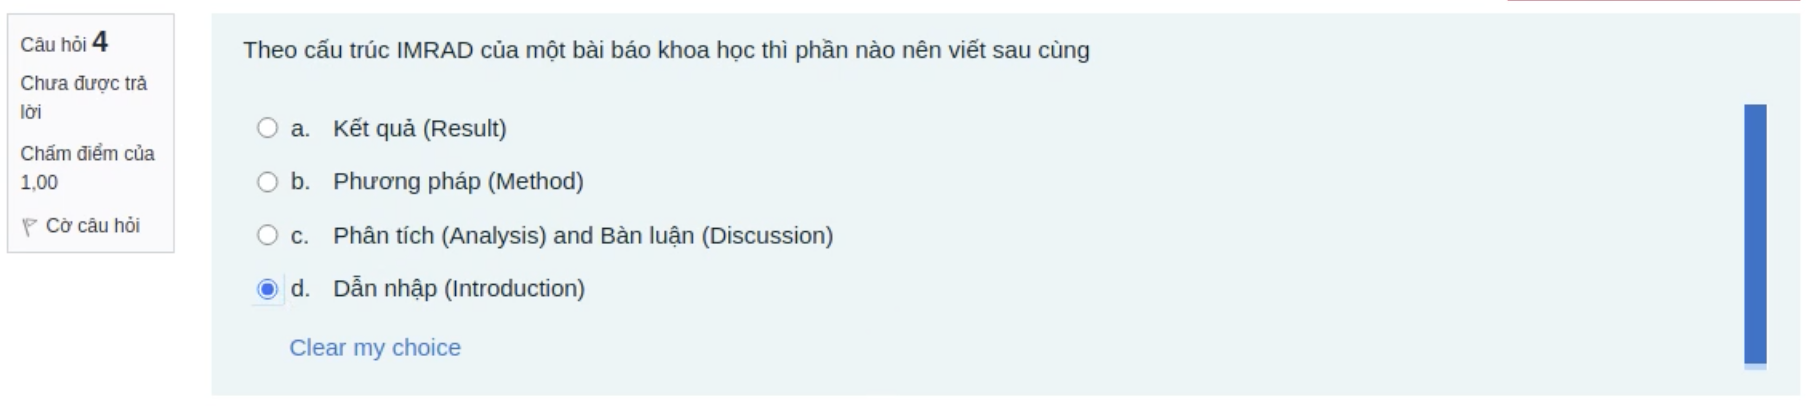 Câu hỏi 4
Chưa được trả
lời
Chấm điểm của
1,00
Cờ câu hỏi
Theo cấu trúc IMRAD của một bài báo khoa học thì phần nào nên viết sau cùng
a. Kết quả (Result)
b. Phương pháp (Method)
c. Phân tích (Analysis) and Bàn luận (Discussion)
d. Dẫn nhập (Introduction)
Clear my choice